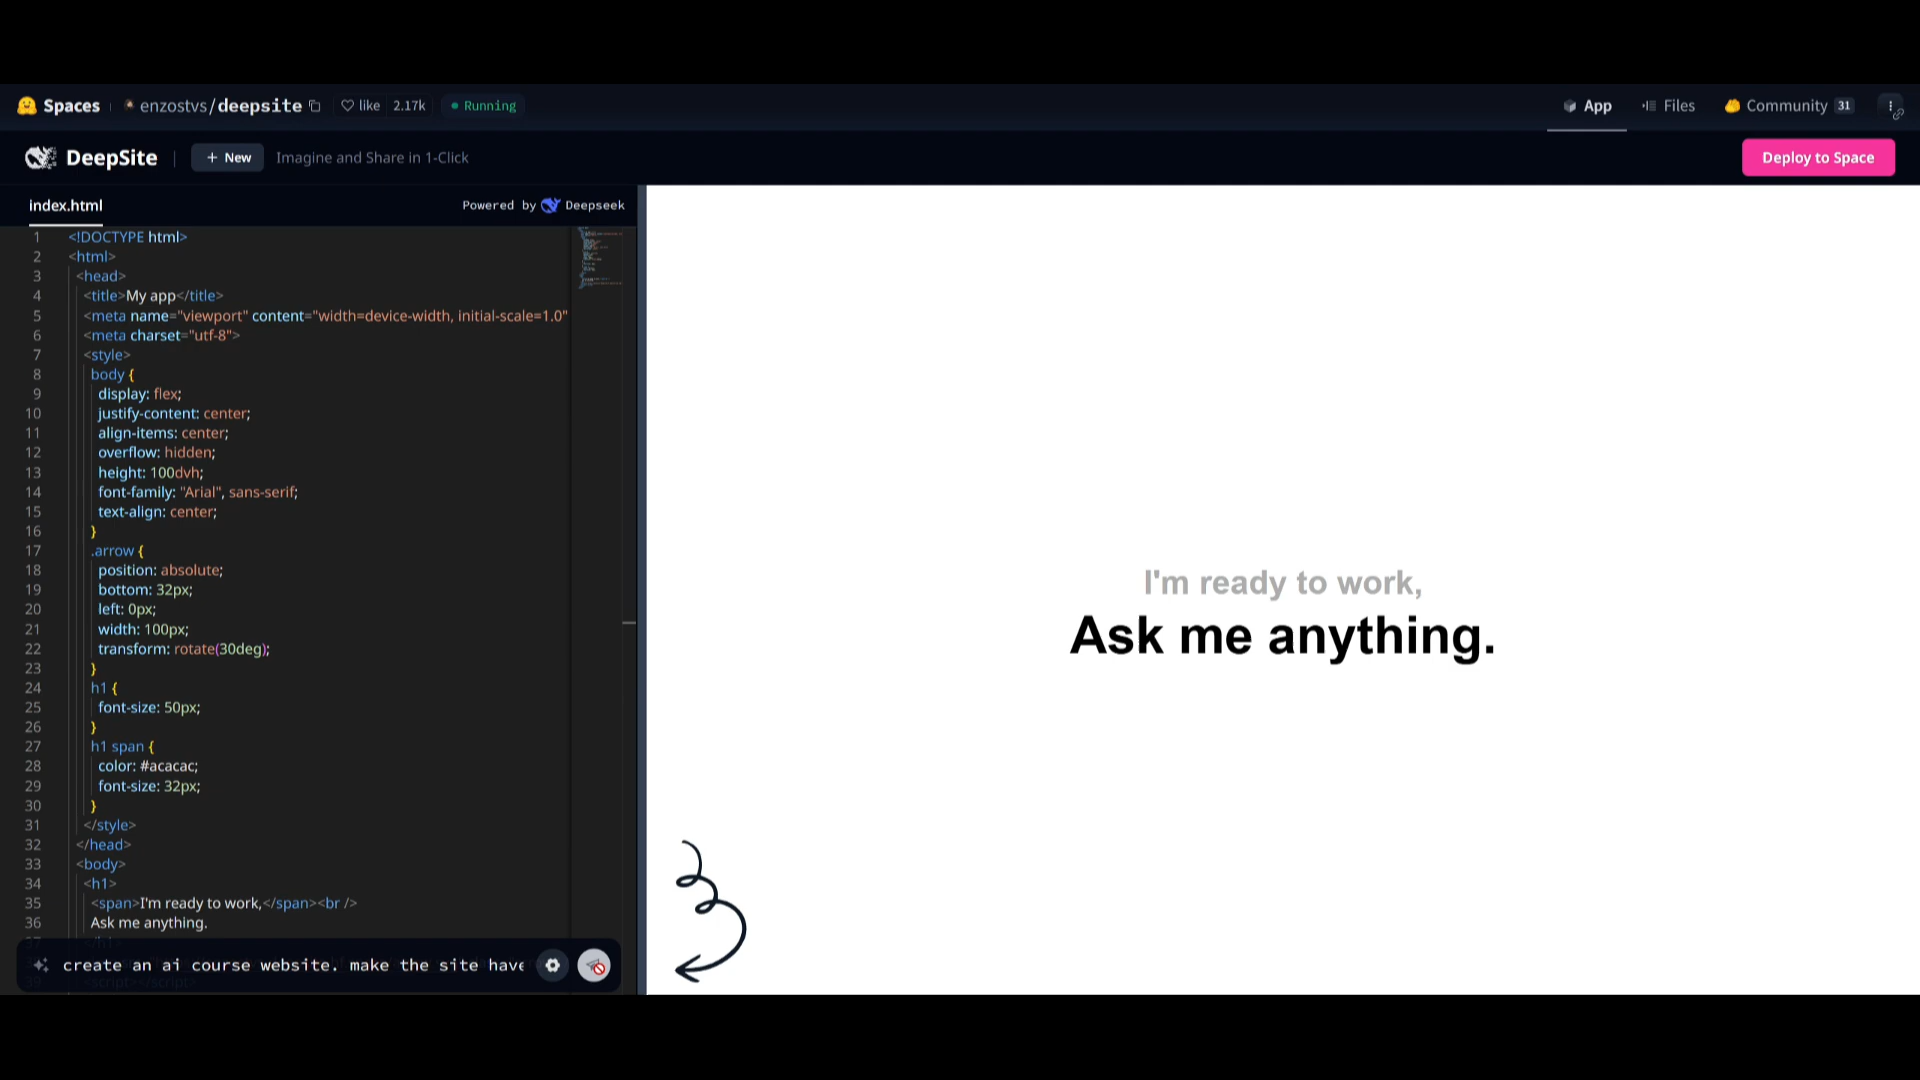 Spaces
enzostvs/deepsite
like 2.17k
Running
App
Files
Community 31
DeepSite
+ New
Imagine and Share in 1-Click
Deploy to Space
index.html
Powered by Deepseek
1 <!DOCTYPE html>
2 <html>
3 <head>
4 <title>My app</title>
5 <meta name="viewport" content="width=device-width, initial-scale=1.0"
6 <meta charset="utf-8">
7 <style>
8 body {
9 display: flex;
10 justify-content: center;
11 align-items: center;
12 overflow: hidden;
13 height: 100dvh;
14 font-family: "Arial", sans-serif;
15 text-align: center;
16 }
17 .arrow {
18 position: absolute;
19 bottom: 32px;
20 left: 0px;
21 width: 100px;
22 transform: rotate(30deg);
23 }
24 h1 {
25 font-size: 50px;
26 }
27 h1 span {
28 color: #acacac;
29 font-size: 32px;
30 }
31 </style>
32 </head>
33 <body>
34 <h1>
35 <span>I'm ready to work,</span><br />
36 Ask me anything.
create an ai course website. make the site have
I'm ready to work,
Ask me anything.